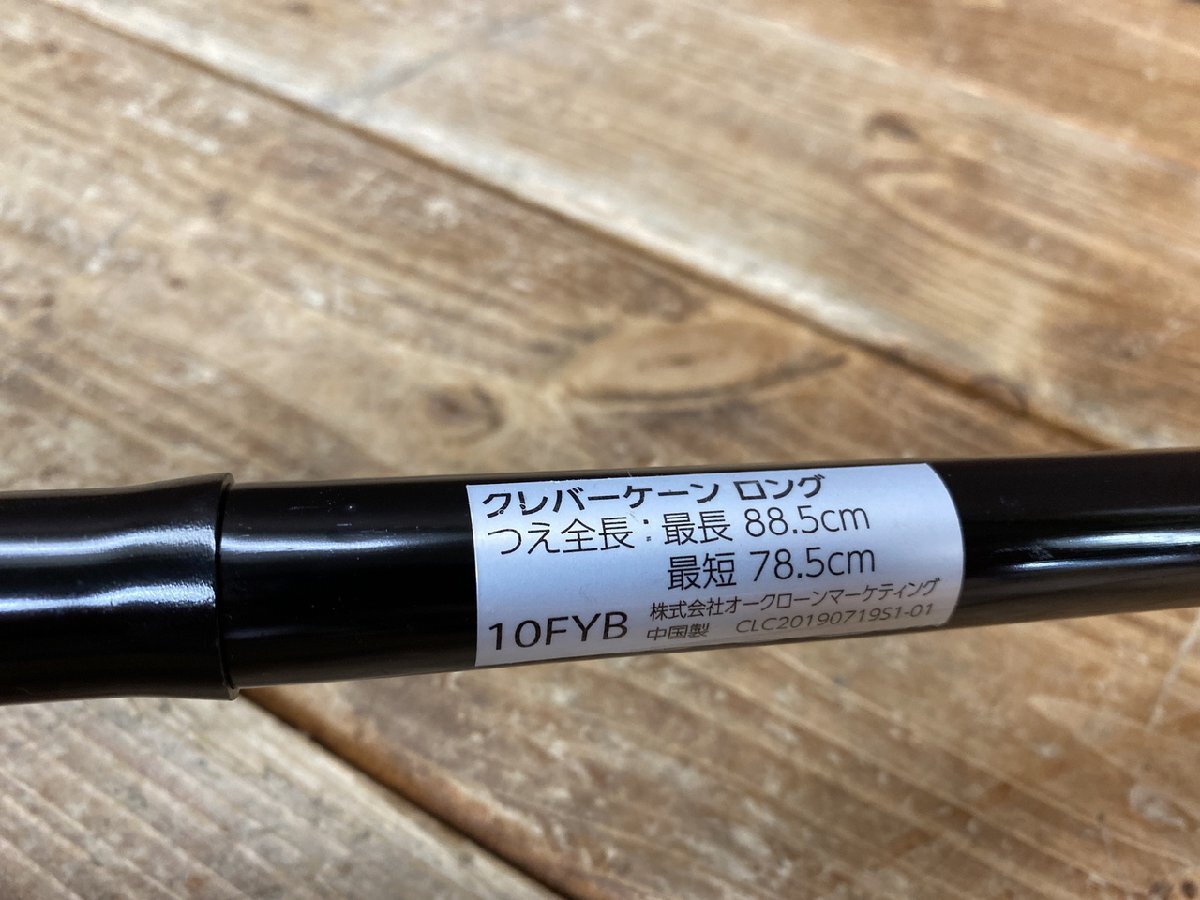 クレバーケーン ロング
つえ全長：最長 88.5cm
最短 78.5cm
10FYB 株式会社オークローンマーケティング
中国製 CLC20190719S1-01